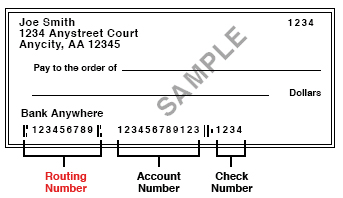 Joe Smith 1234
1234 Anystreet Court
Anycity, AA 12345
SAMPLE
Pay to the order of
Dollars
Bank Anywhere
⑆123456789⑆ 123456789123⑈ 1234
Routing Number
Account Number
Check Number